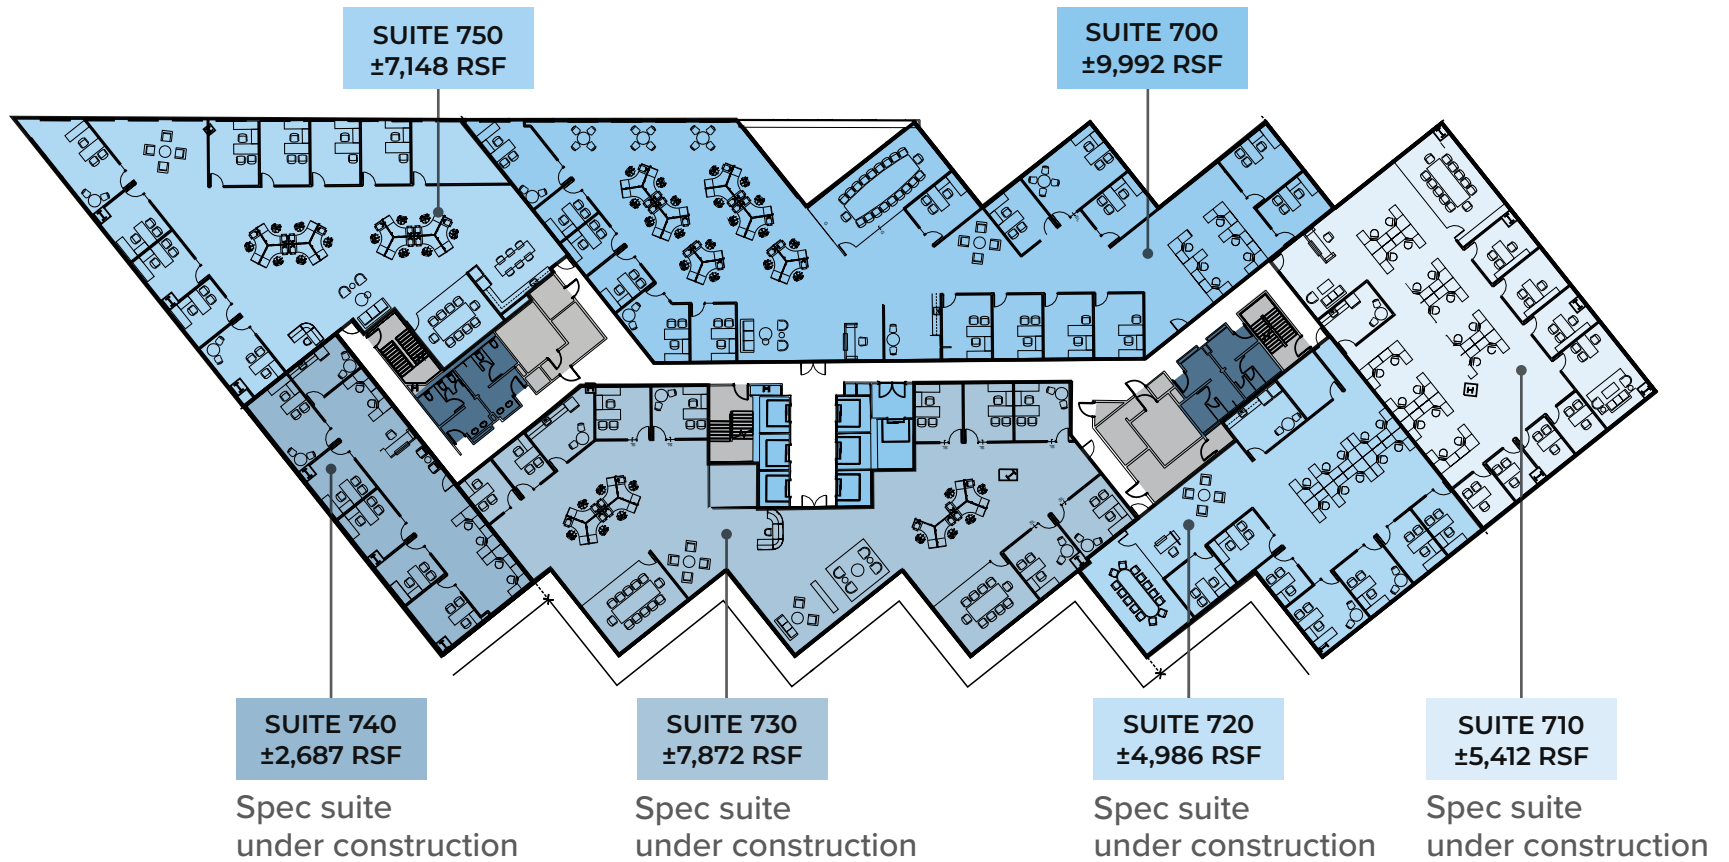 SUITE 750
±7,148 RSF
SUITE 700
±9,992 RSF
SUITE 740
±2,687 RSF
Spec suite
under construction
SUITE 730
±7,872 RSF
Spec suite
under construction
SUITE 720
±4,986 RSF
Spec suite
under construction
SUITE 710
±5,412 RSF
Spec suite
under construction